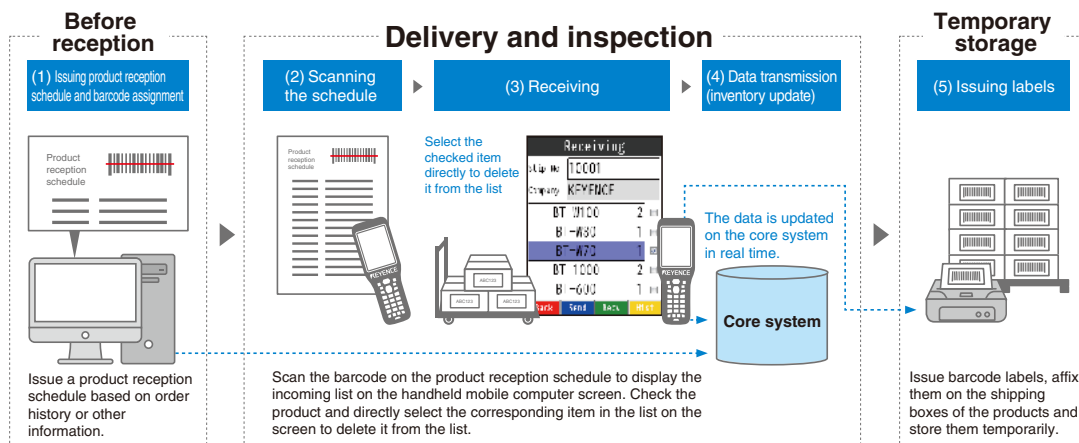 Before
reception
Delivery and inspection
Temporary
storage
(1) Issuing product reception
schedule and barcode assignment
(2) Scanning
the schedule
(3) Receiving
(4) Data transmission
(inventory update)
(5) Issuing labels
Product
reception
schedule
Product
reception
schedule
KEYENCE
Select the
checked item
directly to delete
it from the list
ABC123
ABC123
ABC123
Receiving
Slip No 10001
Company KEYENCE
BT W100 2
BT-W80 1
BT-W70 1
BT 1000 2
BT-600 1
Back Send Recv Hist
KEYENCE
The data is updated
on the core system
in real time.
Core system
Issue a product reception
schedule based on order
history or other
information.
Scan the barcode on the product reception schedule to display the
incoming list on the handheld mobile computer screen. Check the
product and directly select the corresponding item in the list on the
screen to delete it from the list.
Issue barcode labels, affix
them on the shipping
boxes of the products and
store them temporarily.